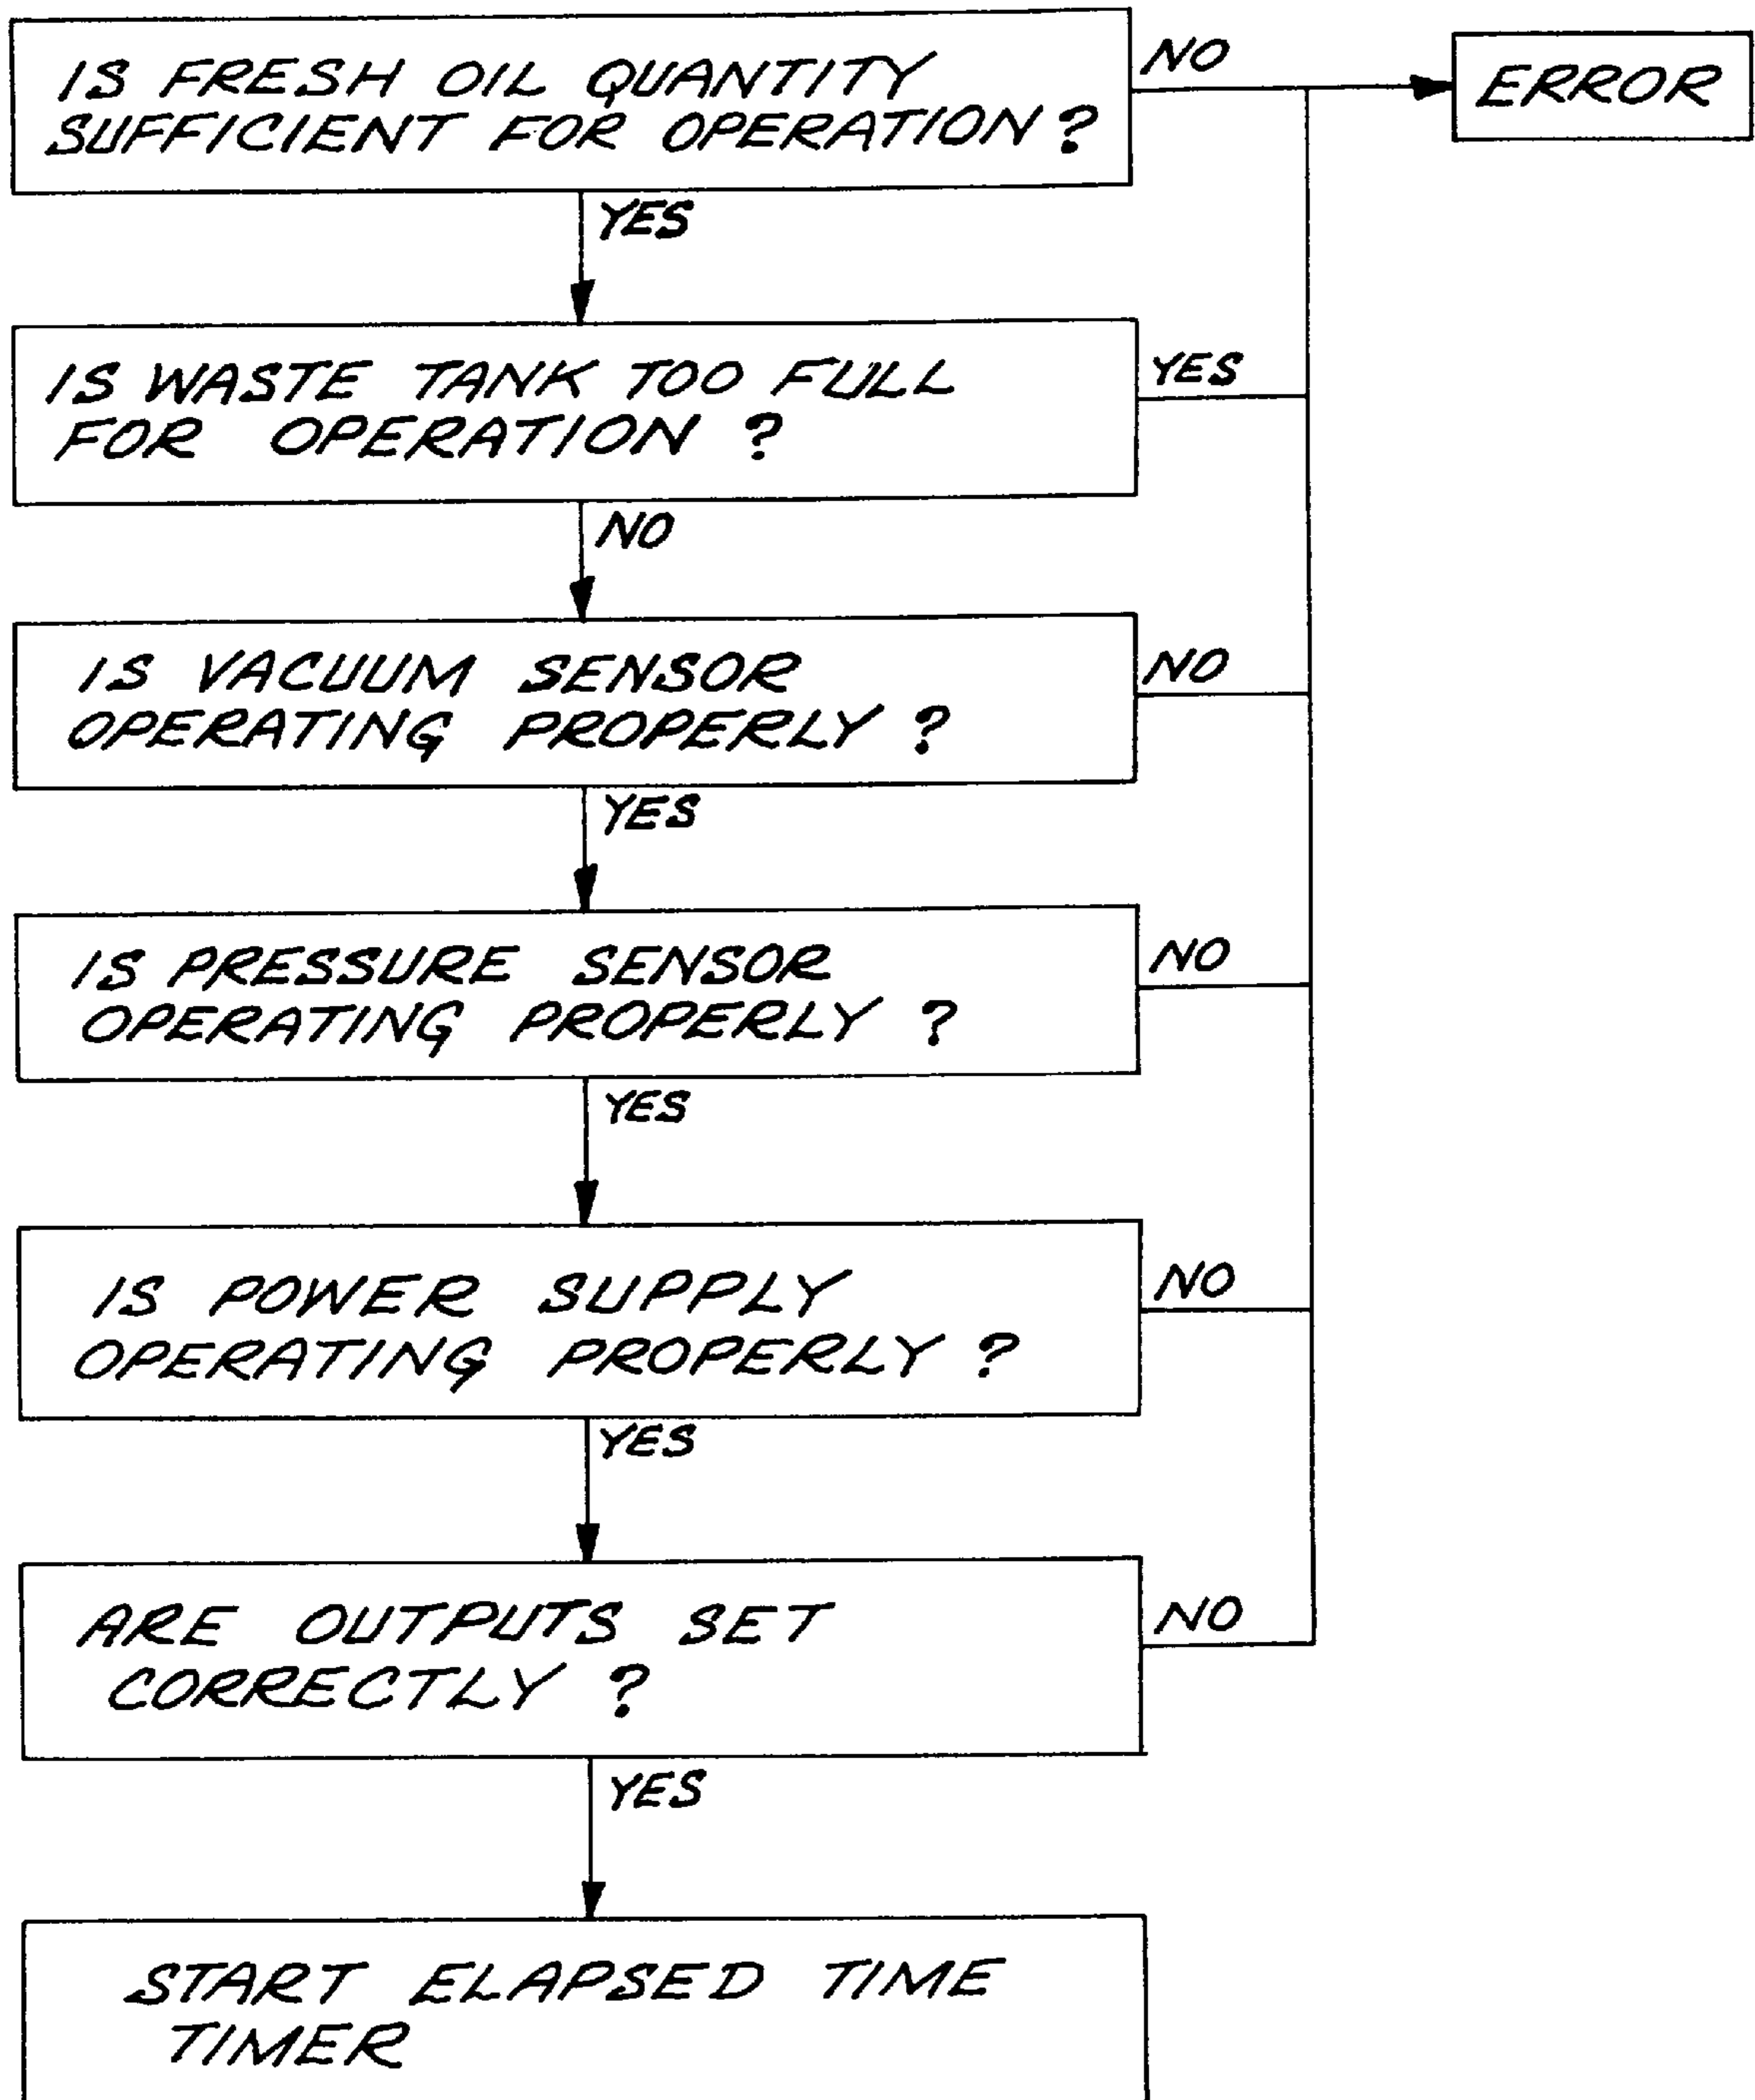 IS FRESH OIL QUANTITY
SUFFICIENT FOR OPERATION ?
NO
ERROR
YES
IS WASTE TANK TOO FULL
FOR OPERATION ?
YES
NO
IS VACUUM SENSOR
OPERATING PROPERLY ?
NO
YES
IS PRESSURE SENSOR
OPERATING PROPERLY ?
NO
YES
IS POWER SUPPLY
OPERATING PROPERLY ?
NO
YES
ARE OUTPUTS SET
CORRECTLY ?
NO
YES
START ELAPSED TIME
TIMER